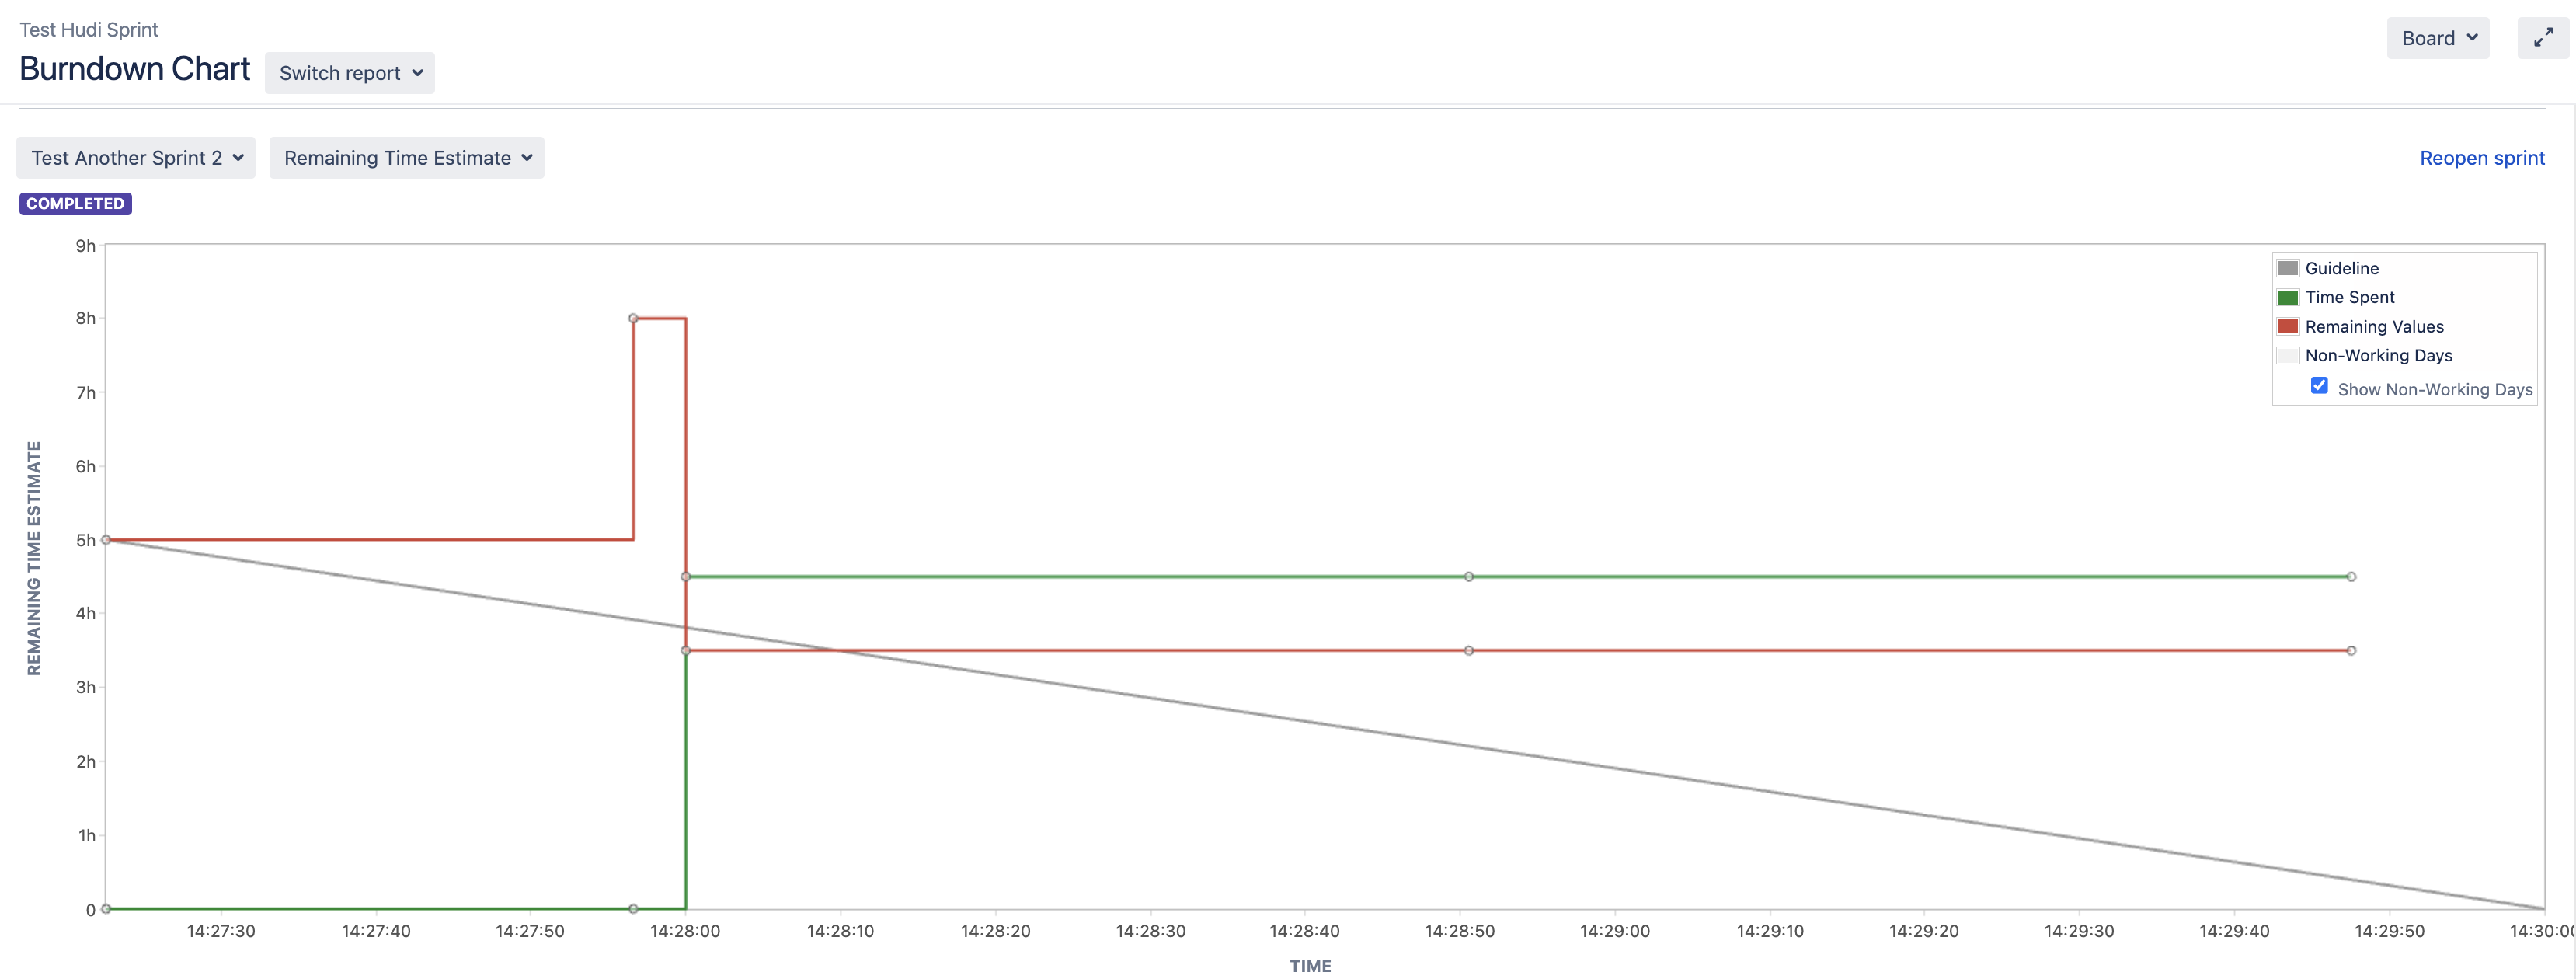 Test Hudi Sprint
Burndown Chart
Switch report
Board
Test Another Sprint 2
Remaining Time Estimate
Reopen sprint
COMPLETED
9h
8h
7h
6h
5h
4h
3h
2h
1h
0
REMAINING TIME ESTIMATE
Guideline
Time Spent
Remaining Values
Non-Working Days
Show Non-Working Days
14:27:30 14:27:40 14:27:50 14:28:00 14:28:10 14:28:20 14:28:30 14:28:40 14:28:50 14:29:00 14:29:10 14:29:20 14:29:30 14:29:40 14:29:50 14:30:00
TIME